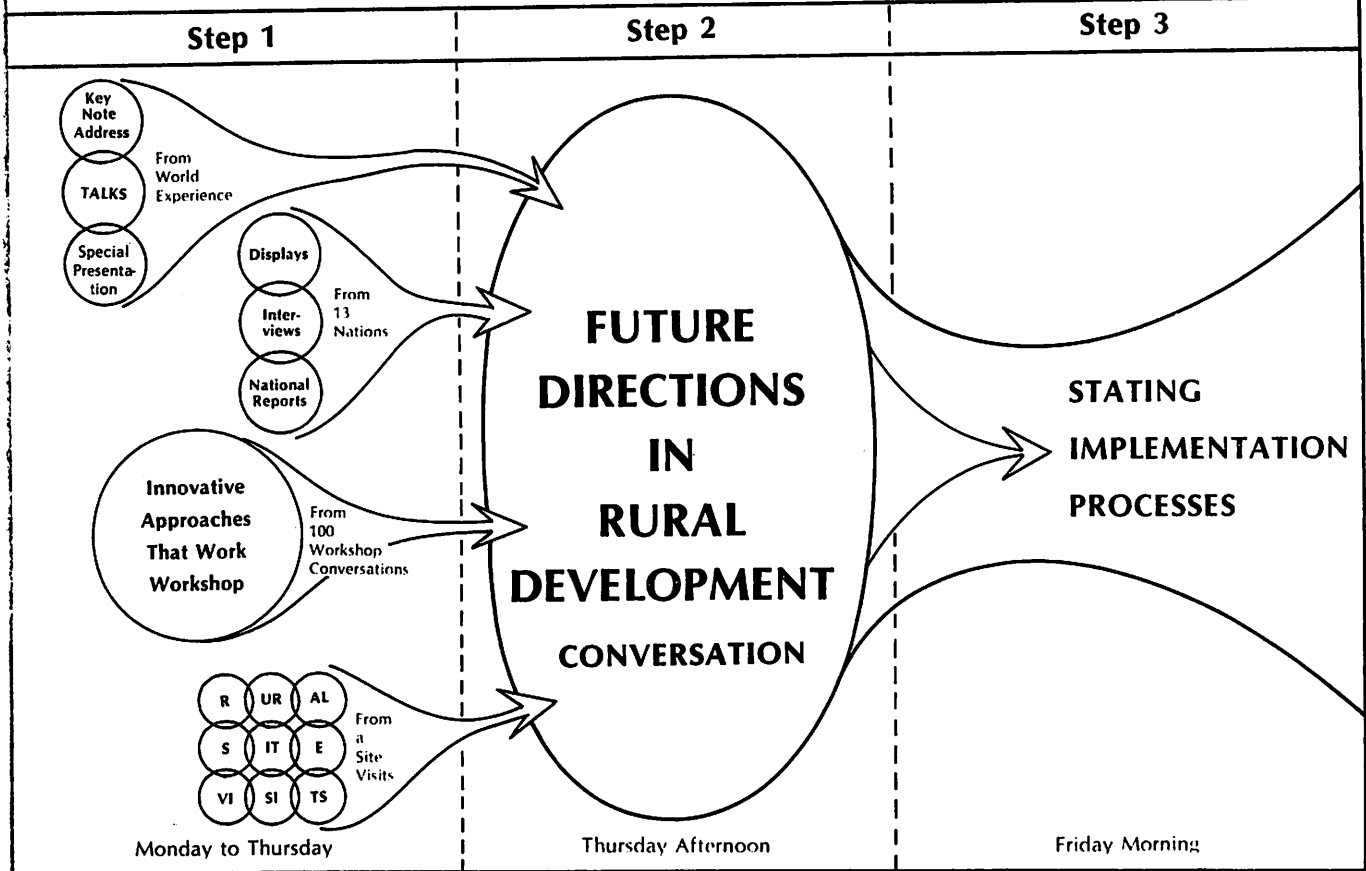 Step 1
Step 2
Step 3
Key
Note
Address
TALKS
Special
Presenta-
tion
From
World
Experience
Displays
Inter-
views
National
Reports
From
13
Nations
Innovative
Approaches
That Work
Workshop
From
100
Workshop
Conversations
R UR AL
S IT E
VI SI TS
From
a
Site
Visits
Monday to Thursday
FUTURE
DIRECTIONS
IN
RURAL
DEVELOPMENT
CONVERSATION
Thursday Afternoon
STATING
IMPLEMENTATION
PROCESSES
Friday Morning